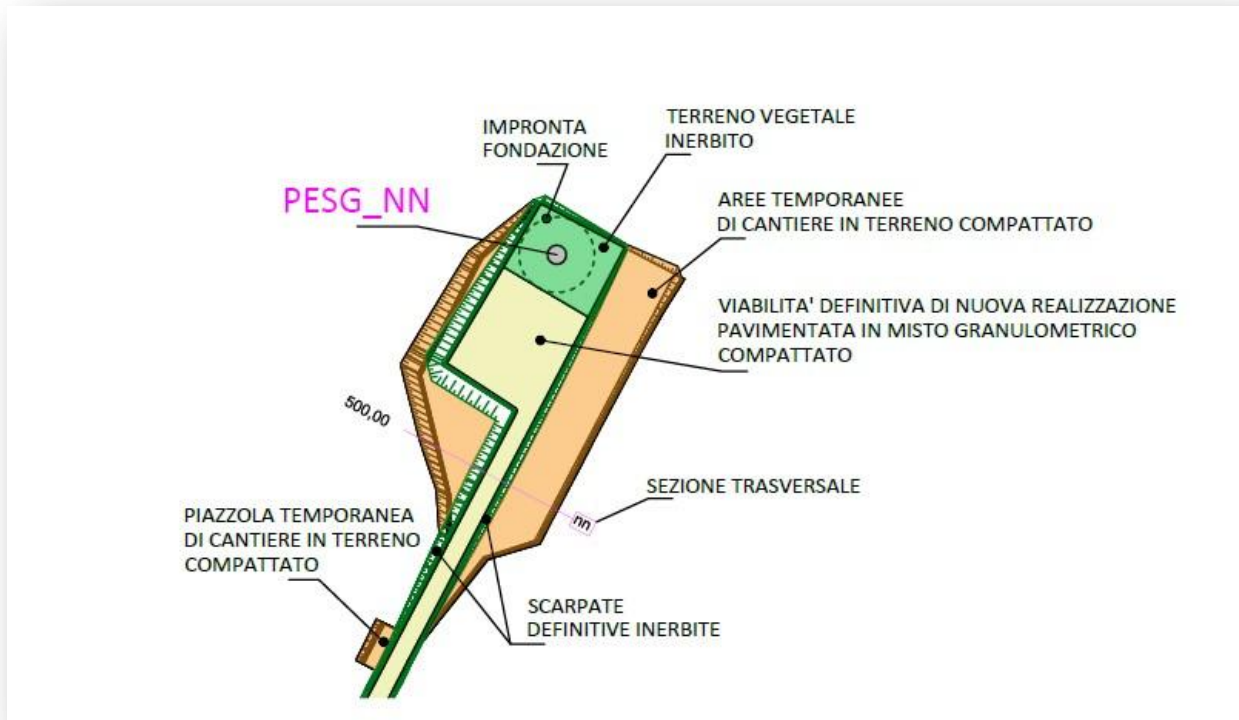 IMPRONTA
FONDAZIONE
TERRENO VEGETALE
INERBITO
PESG_NN
AREE TEMPORANEE
DI CANTIERE IN TERRENO COMPATTATO
VIABILITA' DEFINITIVA DI NUOVA REALIZZAZIONE
PAVIMENTATA IN MISTO GRANULOMETRICO
COMPATTATO
500,00
SEZIONE TRASVERSALE
nn
PIAZZOLA TEMPORANEA
DI CANTIERE IN TERRENO
COMPATTATO
SCARPATE
DEFINITIVE INERBITE